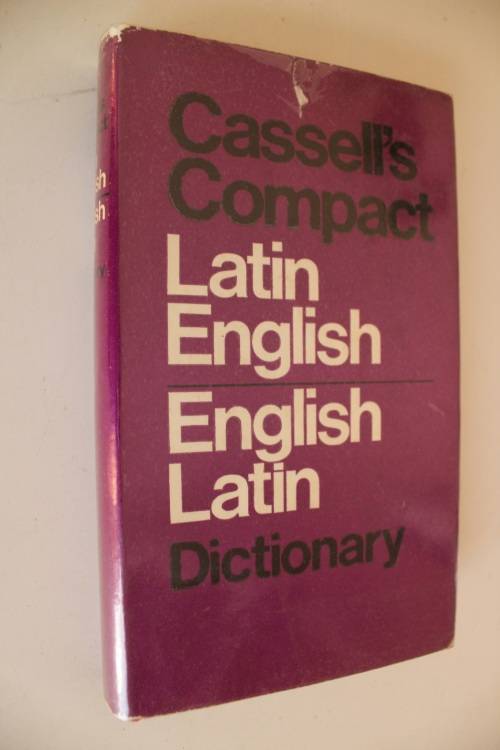 Cassell's
Compact
Latin
English
English
Latin
Dictionary